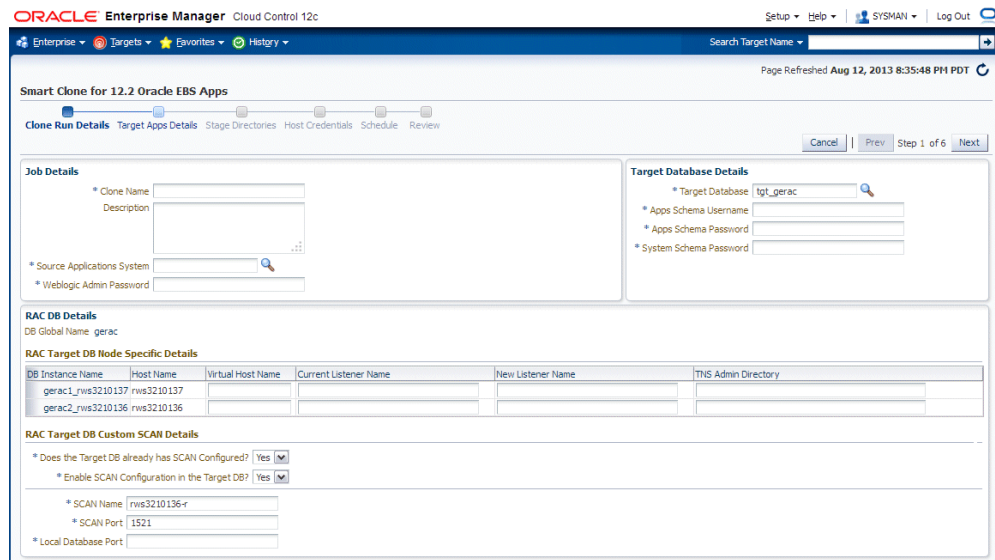 ORACLE Enterprise Manager Cloud Control 12c
Setup Help SYSMAN Log Out
Enterprise Targets Favorites History Search Target Name
Page Refreshed Aug 12, 2013 8:35:48 PM PDT
Smart Clone for 12.2 Oracle EBS Apps
Clone Run Details Target Apps Details Stage Directories Host Credentials Schedule Review
Cancel | Prev Step 1 of 6 Next
Job Details
* Clone Name
Description
* Source Applications System
* Weblogic Admin Password
Target Database Details
* Target Database tgt_gerac
* Apps Schema Username
* Apps Schema Password
* System Schema Password
RAC DB Details
DB Global Name gerac
RAC Target DB Node Specific Details
DB Instance Name Host Name Virtual Host Name Current Listener Name New Listener Name TNS Admin Directory
gerac1_rws3210137 rws3210137
gerac2_rws3210136 rws3210136
RAC Target DB Custom SCAN Details
* Does the Target DB already has SCAN Configured? Yes
* Enable SCAN Configuration in the Target DB? Yes
* SCAN Name rws3210136-r
* SCAN Port 1521
* Local Database Port